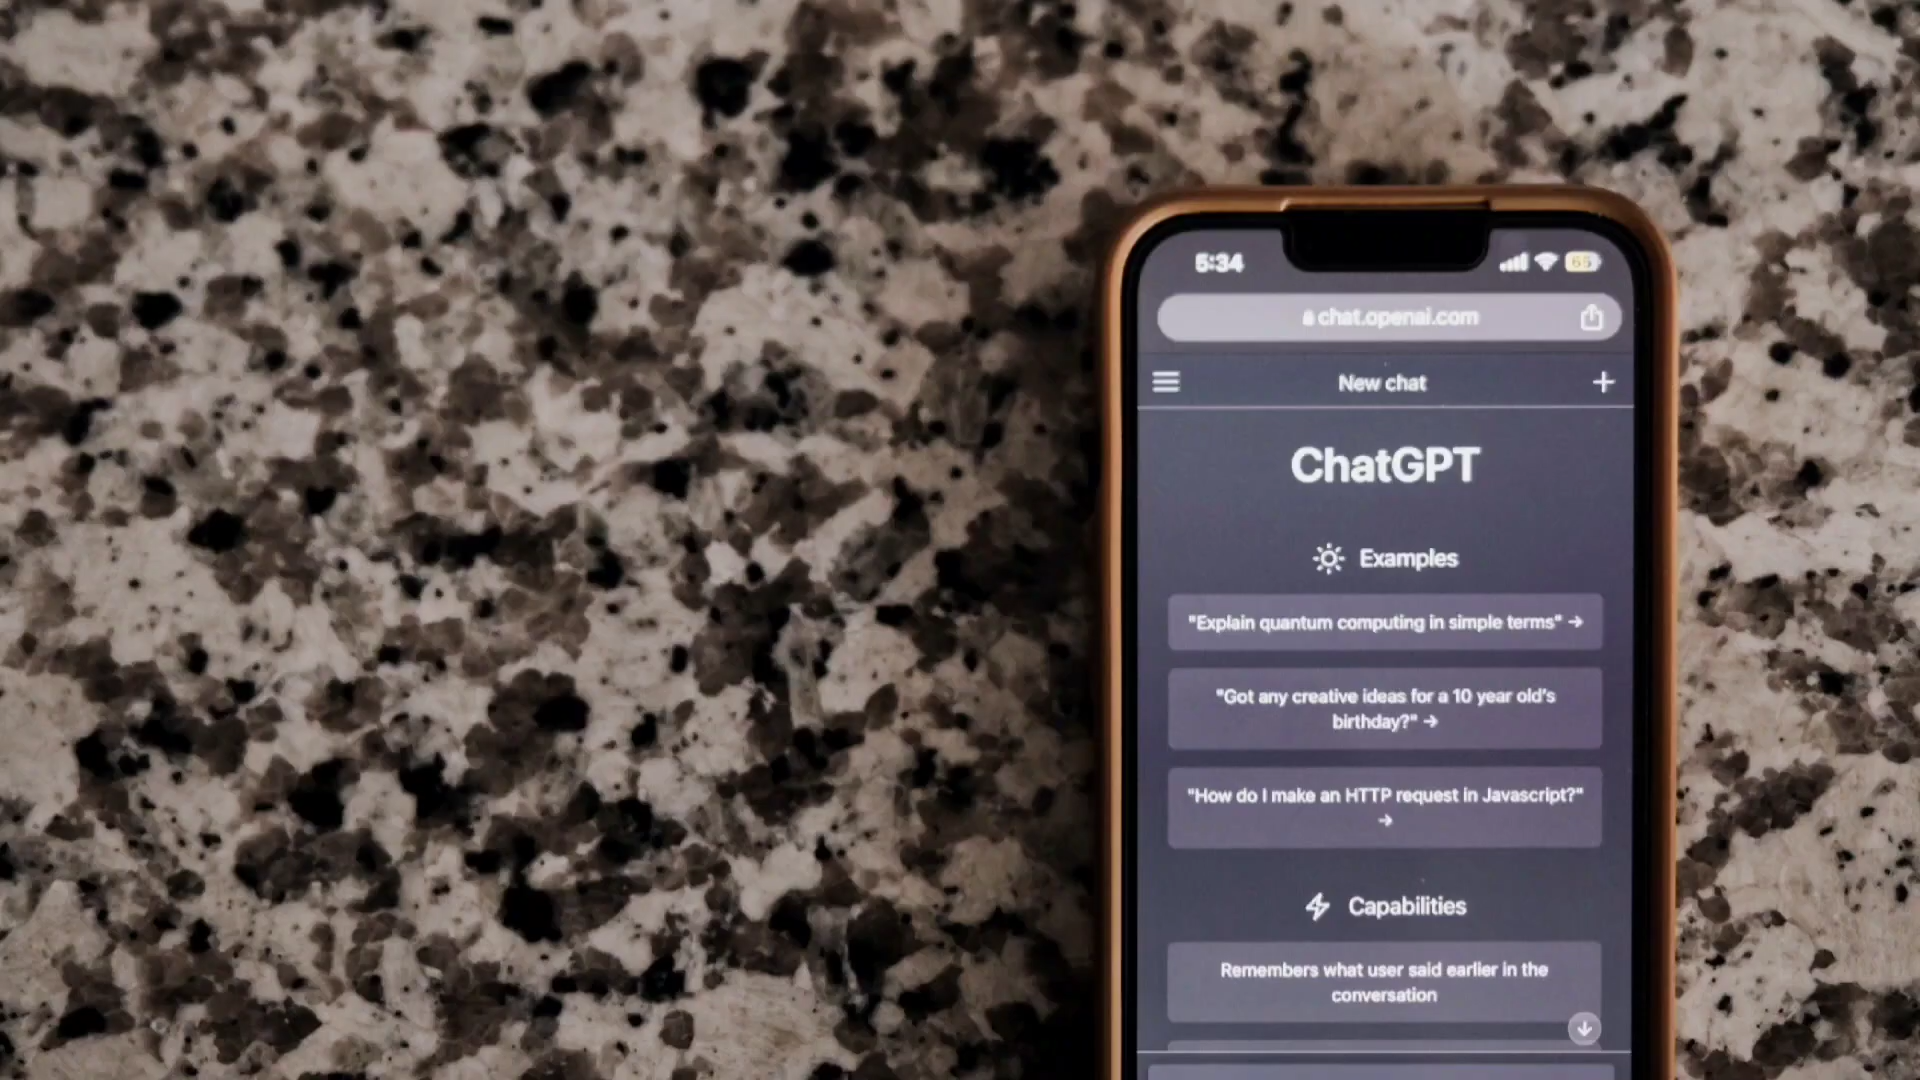 5:34
65
chat.openai.com
New chat
ChatGPT
Examples
"Explain quantum computing in simple terms" →
"Got any creative ideas for a 10 year old's
birthday?" →
"How do I make an HTTP request in Javascript?"
→
Capabilities
Remembers what user said earlier in the
conversation